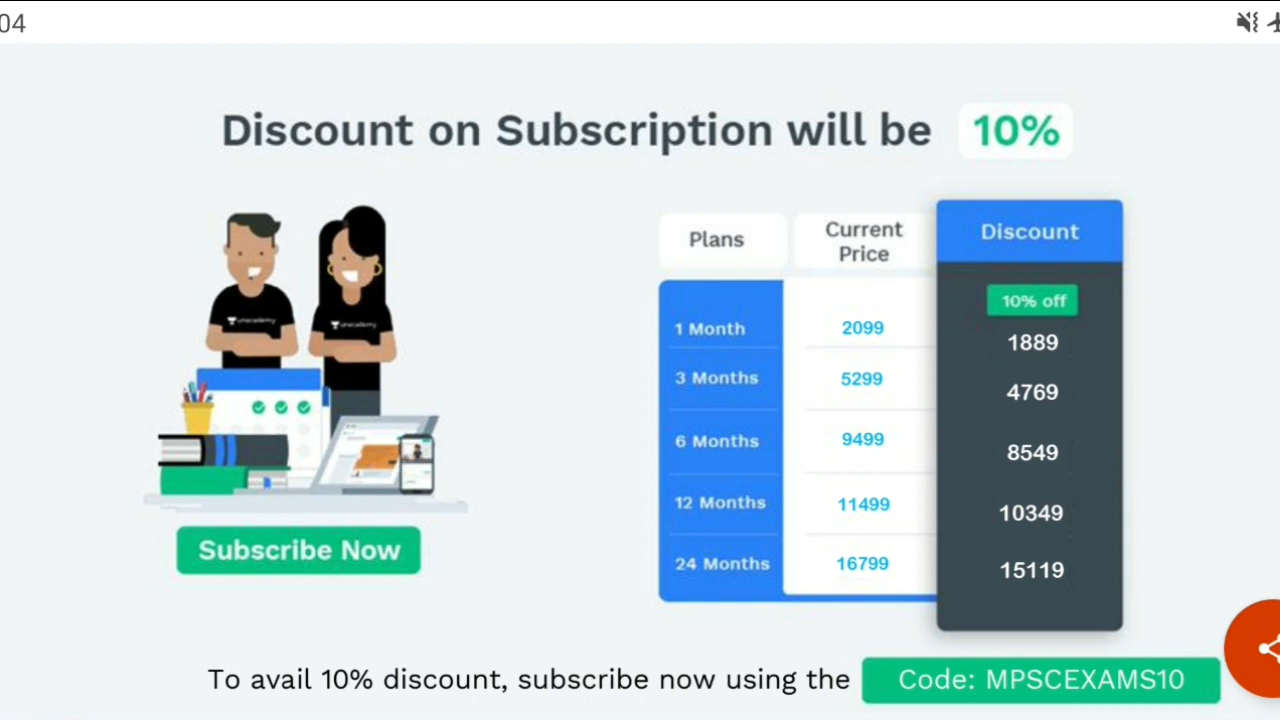 04
Discount on Subscription will be 10%
Plans Current Price Discount
10% off
1 Month 2099 1889
3 Months 5299 4769
6 Months 9499 8549
12 Months 11499 10349
24 Months 16799 15119
unacademy unacademy
Subscribe Now
To avail 10% discount, subscribe now using the Code: MPSCEXAMS10